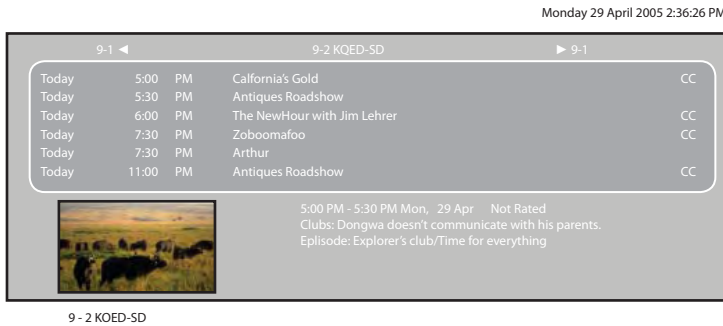 Monday 29 April 2005 2:36:26 PM
9-1 ◄ 9-2 KQED-SD ► 9-1
Today 5:00 PM Calfornia's Gold CC
Today 5:30 PM Antiques Roadshow
Today 6:00 PM The NewHour with Jim Lehrer CC
Today 7:30 PM Zoboomafoo CC
Today 7:30 PM Arthur
Today 11:00 PM Antiques Roadshow CC
5:00 PM - 5:30 PM Mon, 29 Apr Not Rated
Clubs: Dongwa doesn't communicate with his parents.
Eplisode: Explorer's club/Time for everything
9 - 2 KOED-SD